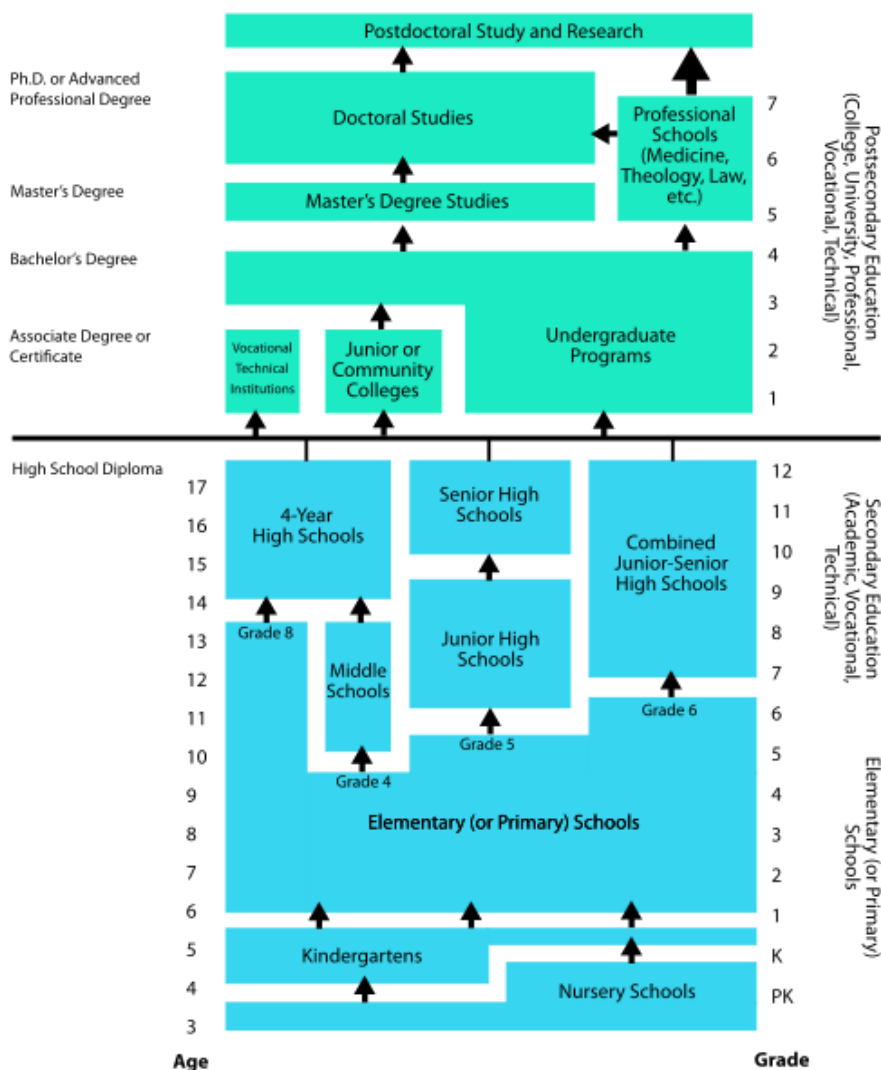 Postdoctoral Study and Research
Ph.D. or Advanced
Professional Degree
Doctoral Studies
Professional
Schools
(Medicine,
Theology, Law,
etc.)
7
6
5
Master's Degree
Master's Degree Studies
Bachelor's Degree
4
3
Associate Degree or
Certificate
Vocational
Technical
Institutions
Junior or
Community
Colleges
Undergraduate
Programs
2
1
Postsecondary Education
(College, University, Professional,
Vocational, Technical)
High School Diploma
17
16
15
14
13
12
11
10
9
8
7
6
5
4
3
Age
4-Year
High Schools
Senior High
Schools
Combined
Junior-Senior
High Schools
Grade 8
Middle
Schools
Junior High
Schools
Grade 4
Grade 5
Grade 6
Elementary (or Primary) Schools
Kindergartens
Nursery Schools
12
11
10
9
8
7
6
5
4
3
2
1
K
PK
Grade
Secondary Education
(Academic, Vocational,
Technical)
Elementary (or Primary)
Schools